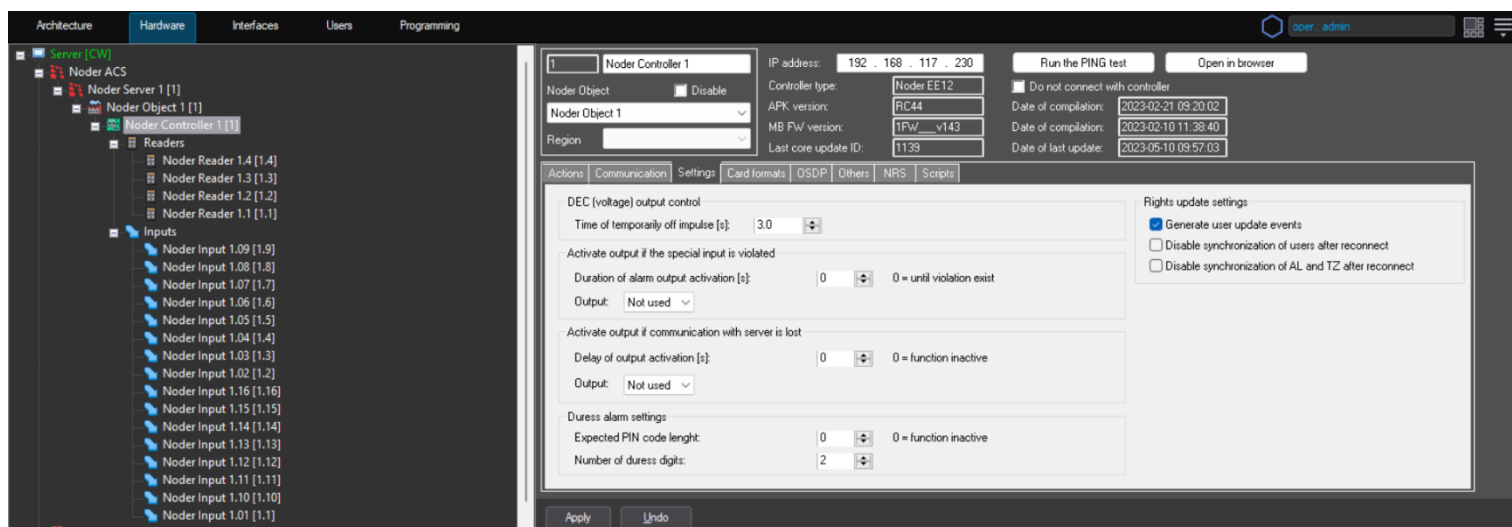 Architecture Hardware Interfaces Users Programming oper.: admin
Server [CW]
Noder ACS
Noder Server 1 [1]
Noder Object 1 [1]
Noder Controller 1 [1]
Readers
Noder Reader 1.4 [1.4]
Noder Reader 1.3 [1.3]
Noder Reader 1.2 [1.2]
Noder Reader 1.1 [1.1]
Inputs
Noder Input 1.09 [1.9]
Noder Input 1.08 [1.8]
Noder Input 1.07 [1.7]
Noder Input 1.06 [1.6]
Noder Input 1.05 [1.5]
Noder Input 1.04 [1.4]
Noder Input 1.03 [1.3]
Noder Input 1.02 [1.2]
Noder Input 1.16 [1.16]
Noder Input 1.15 [1.15]
Noder Input 1.14 [1.14]
Noder Input 1.13 [1.13]
Noder Input 1.12 [1.12]
Noder Input 1.11 [1.11]
Noder Input 1.10 [1.10]
Noder Input 1.01 [1.1]
1 Noder Controller 1
Noder Object Disable
Noder Object 1
Region
IP address: 192 . 168 . 117 . 230 Run the PING test Open in browser
Controller type: Noder EE12 Do not connect with controller
APK version: RC44 Date of compilation: 2023-02-21 09:20:02
MB FW version: 1FW___v143 Date of compilation: 2023-02-10 11:38:40
Last core update ID: 1139 Date of last update: 2023-05-10 09:57:03
Actions Communication Settings Card formats OSDP Others NRS Scripts
DEC (voltage) output control
Time of temporarily off impulse [s]: 3.0
Activate output if the special input is violated
Duration of alarm output activation [s]: 0 0 = until violation exist
Output: Not used
Activate output if communication with server is lost
Delay of output activation [s]: 0 0 = function inactive
Output: Not used
Duress alarm settings
Expected PIN code lenght: 0 0 = function inactive
Number of duress digits: 2
Rights update settings
Generate user update events
Disable synchronization of users after reconnect
Disable synchronization of AL and TZ after reconnect
Apply Undo